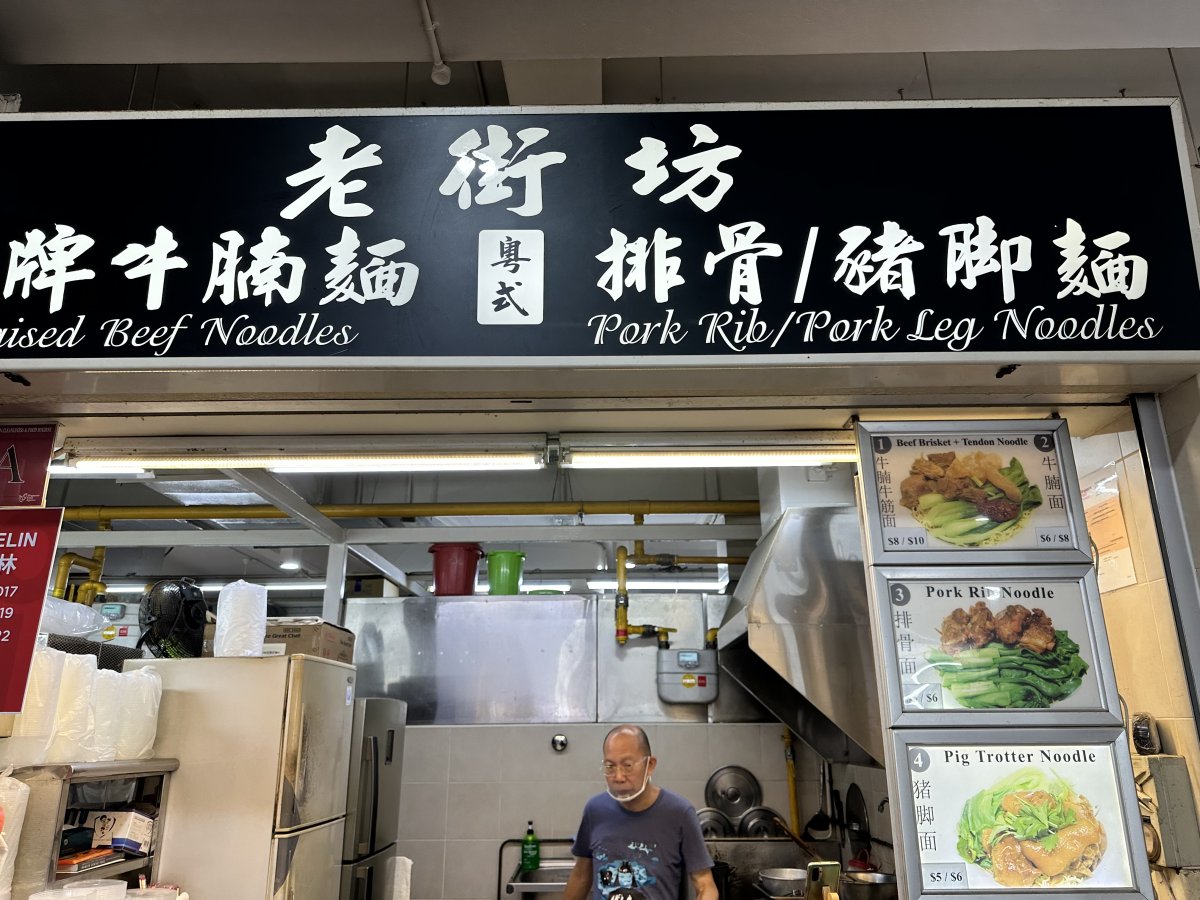 老街坊
牌牛腩麵
粤式
排骨/豬脚麵
aised Beef Noodles
Pork Rib/Pork Leg Noodles
A
ELIN
林
017
19
22
1 Beef Brisket + Tendon Noodle 2
牛腩牛筋面
牛腩面
$8 / $10
$6 / $8
3 Pork Rib Noodle
排骨面
/ $6
4 Pig Trotter Noodle
猪脚面
$5 / $6